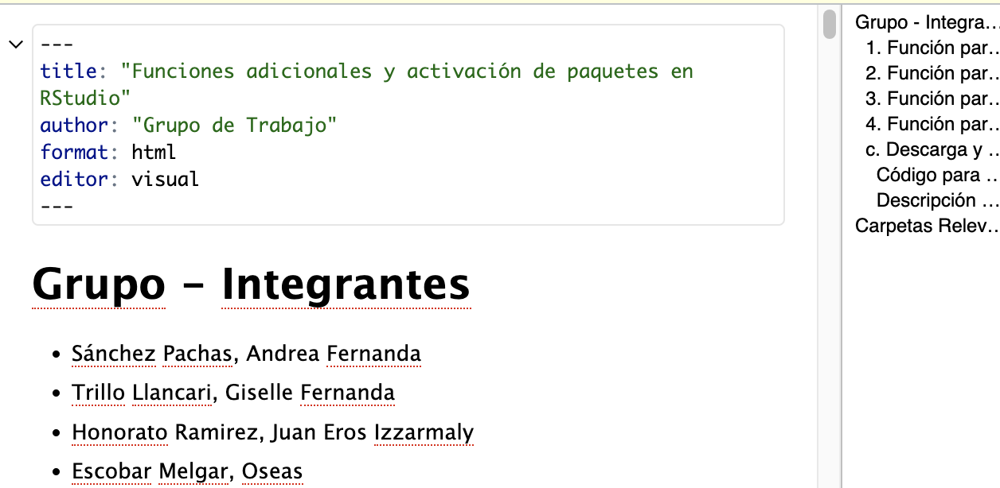 ---
title: "Funciones adicionales y activación de paquetes en
RStudio"
author: "Grupo de Trabajo"
format: html
editor: visual
---
Grupo - Integrantes
• Sánchez Pachas, Andrea Fernanda
• Trillo Llancari, Giselle Fernanda
• Honorato Ramirez, Juan Eros Izzarmaly
• Escobar Melgar, Oseas
Grupo - Integra...
1. Función par...
2. Función par...
3. Función par...
4. Función par...
c. Descarga y ...
Código para ...
Descripción ...
Carpetas Relev...